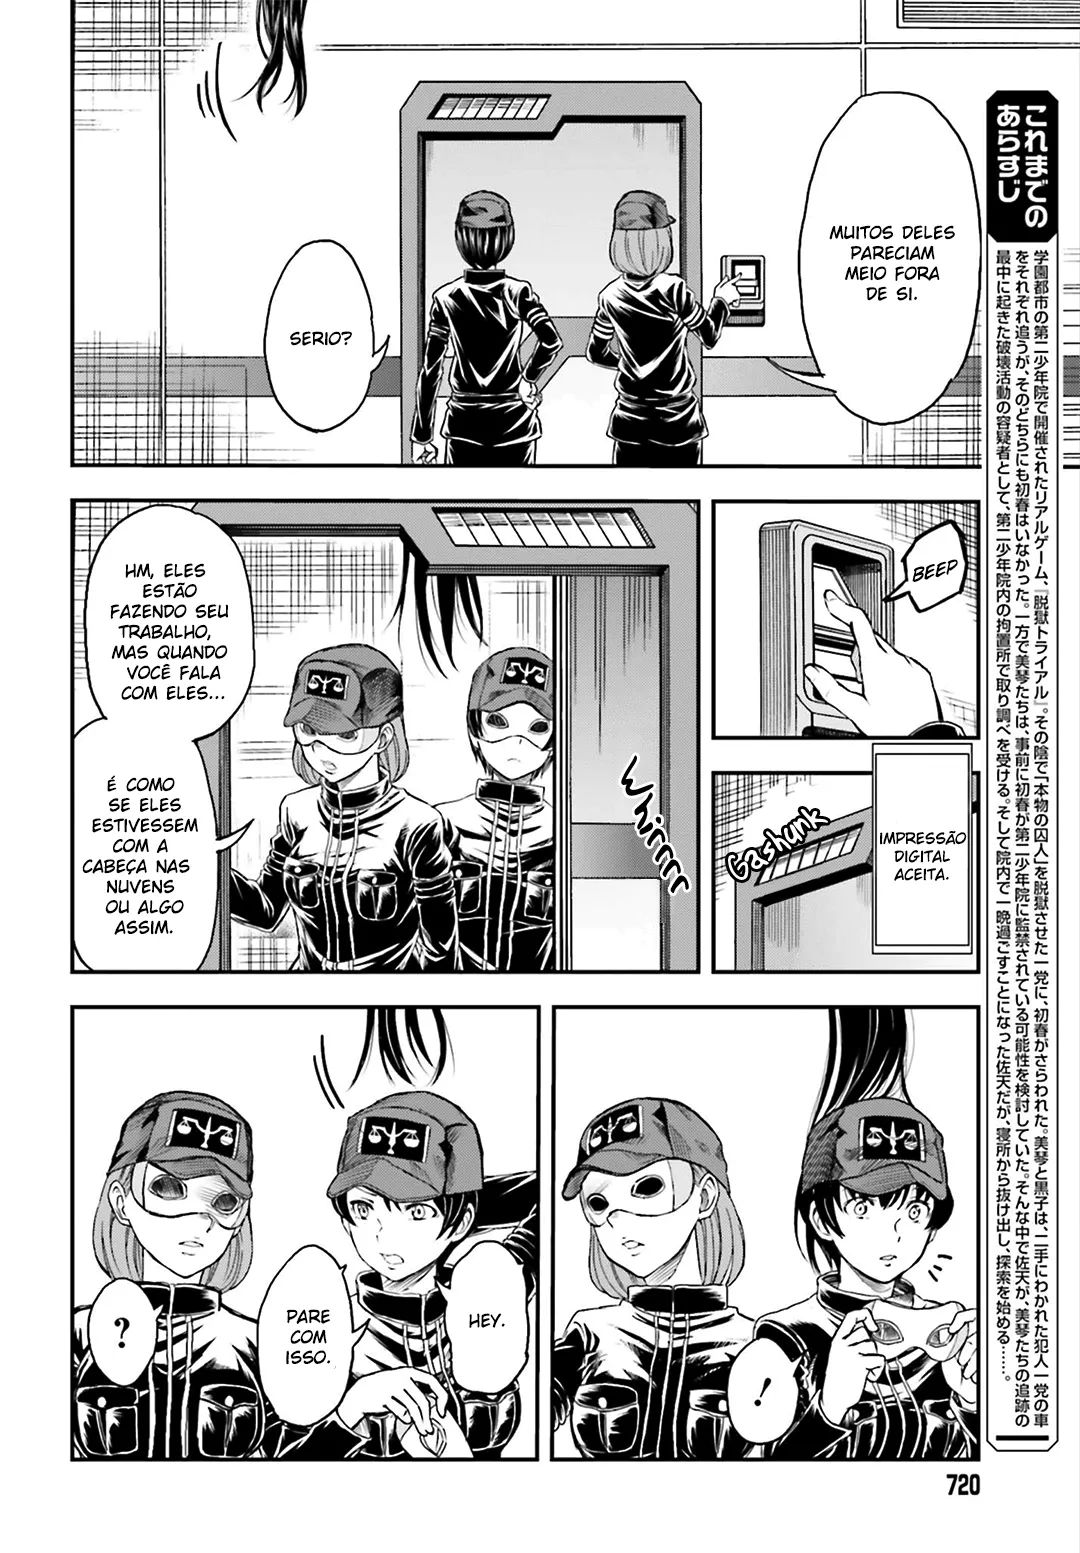 これまでの
あらすじ
学園都市の第二少年院で開催されたリアルゲーム、『脱獄トライアル』。その陰で「本物の囚人」を脱獄させた一党に、初春がさらわれた。美琴と黒子は、二手にわかれた犯人一党の車
をそれぞれ追うが、そのどちらにも初春はいなかった。一方で美琴たちは、事前に初春が第二少年院に監禁されている可能性を検討していた。そんな中で佐天が、美琴たちの追跡の
最中に起きた破壊活動の容疑者として、第二少年院内の拘置所で取り調べを受ける。そして院内で一晩過ごすことになった佐天だが、寝所から抜け出し、探索を始める……。
MUITOS DELES
PARECIAM
MEIO FORA
DE SI.
SERIO?
BEEP
IMPRESSÃO
DIGITAL
ACEITA.
Gashunk
Whirrrr
HM, ELES
ESTÃO
FAZENDO SEU
TRABALHO,
MAS QUANDO
VOCÊ FALA
COM ELES...
É COMO
SE ELES
ESTIVESSEM
COM A
CABEÇA NAS
NUVENS
OU ALGO
ASSIM.
!
HEY.
PARE
COM
ISSO.
?
720